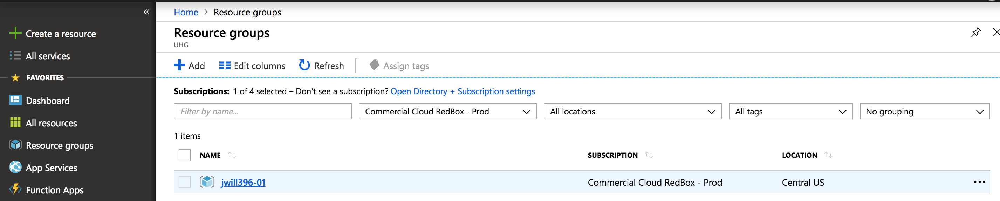 Home > Resource groups
Create a resource
All services
FAVORITES
Dashboard
All resources
Resource groups
App Services
Function Apps
Resource groups
UHG
Add Edit columns Refresh Assign tags
Subscriptions: 1 of 4 selected – Don't see a subscription? Open Directory + Subscription settings
Filter by name... Commercial Cloud RedBox - Prod All locations All tags No grouping
1 items
NAME SUBSCRIPTION LOCATION
jwill396-01 Commercial Cloud RedBox - Prod Central US